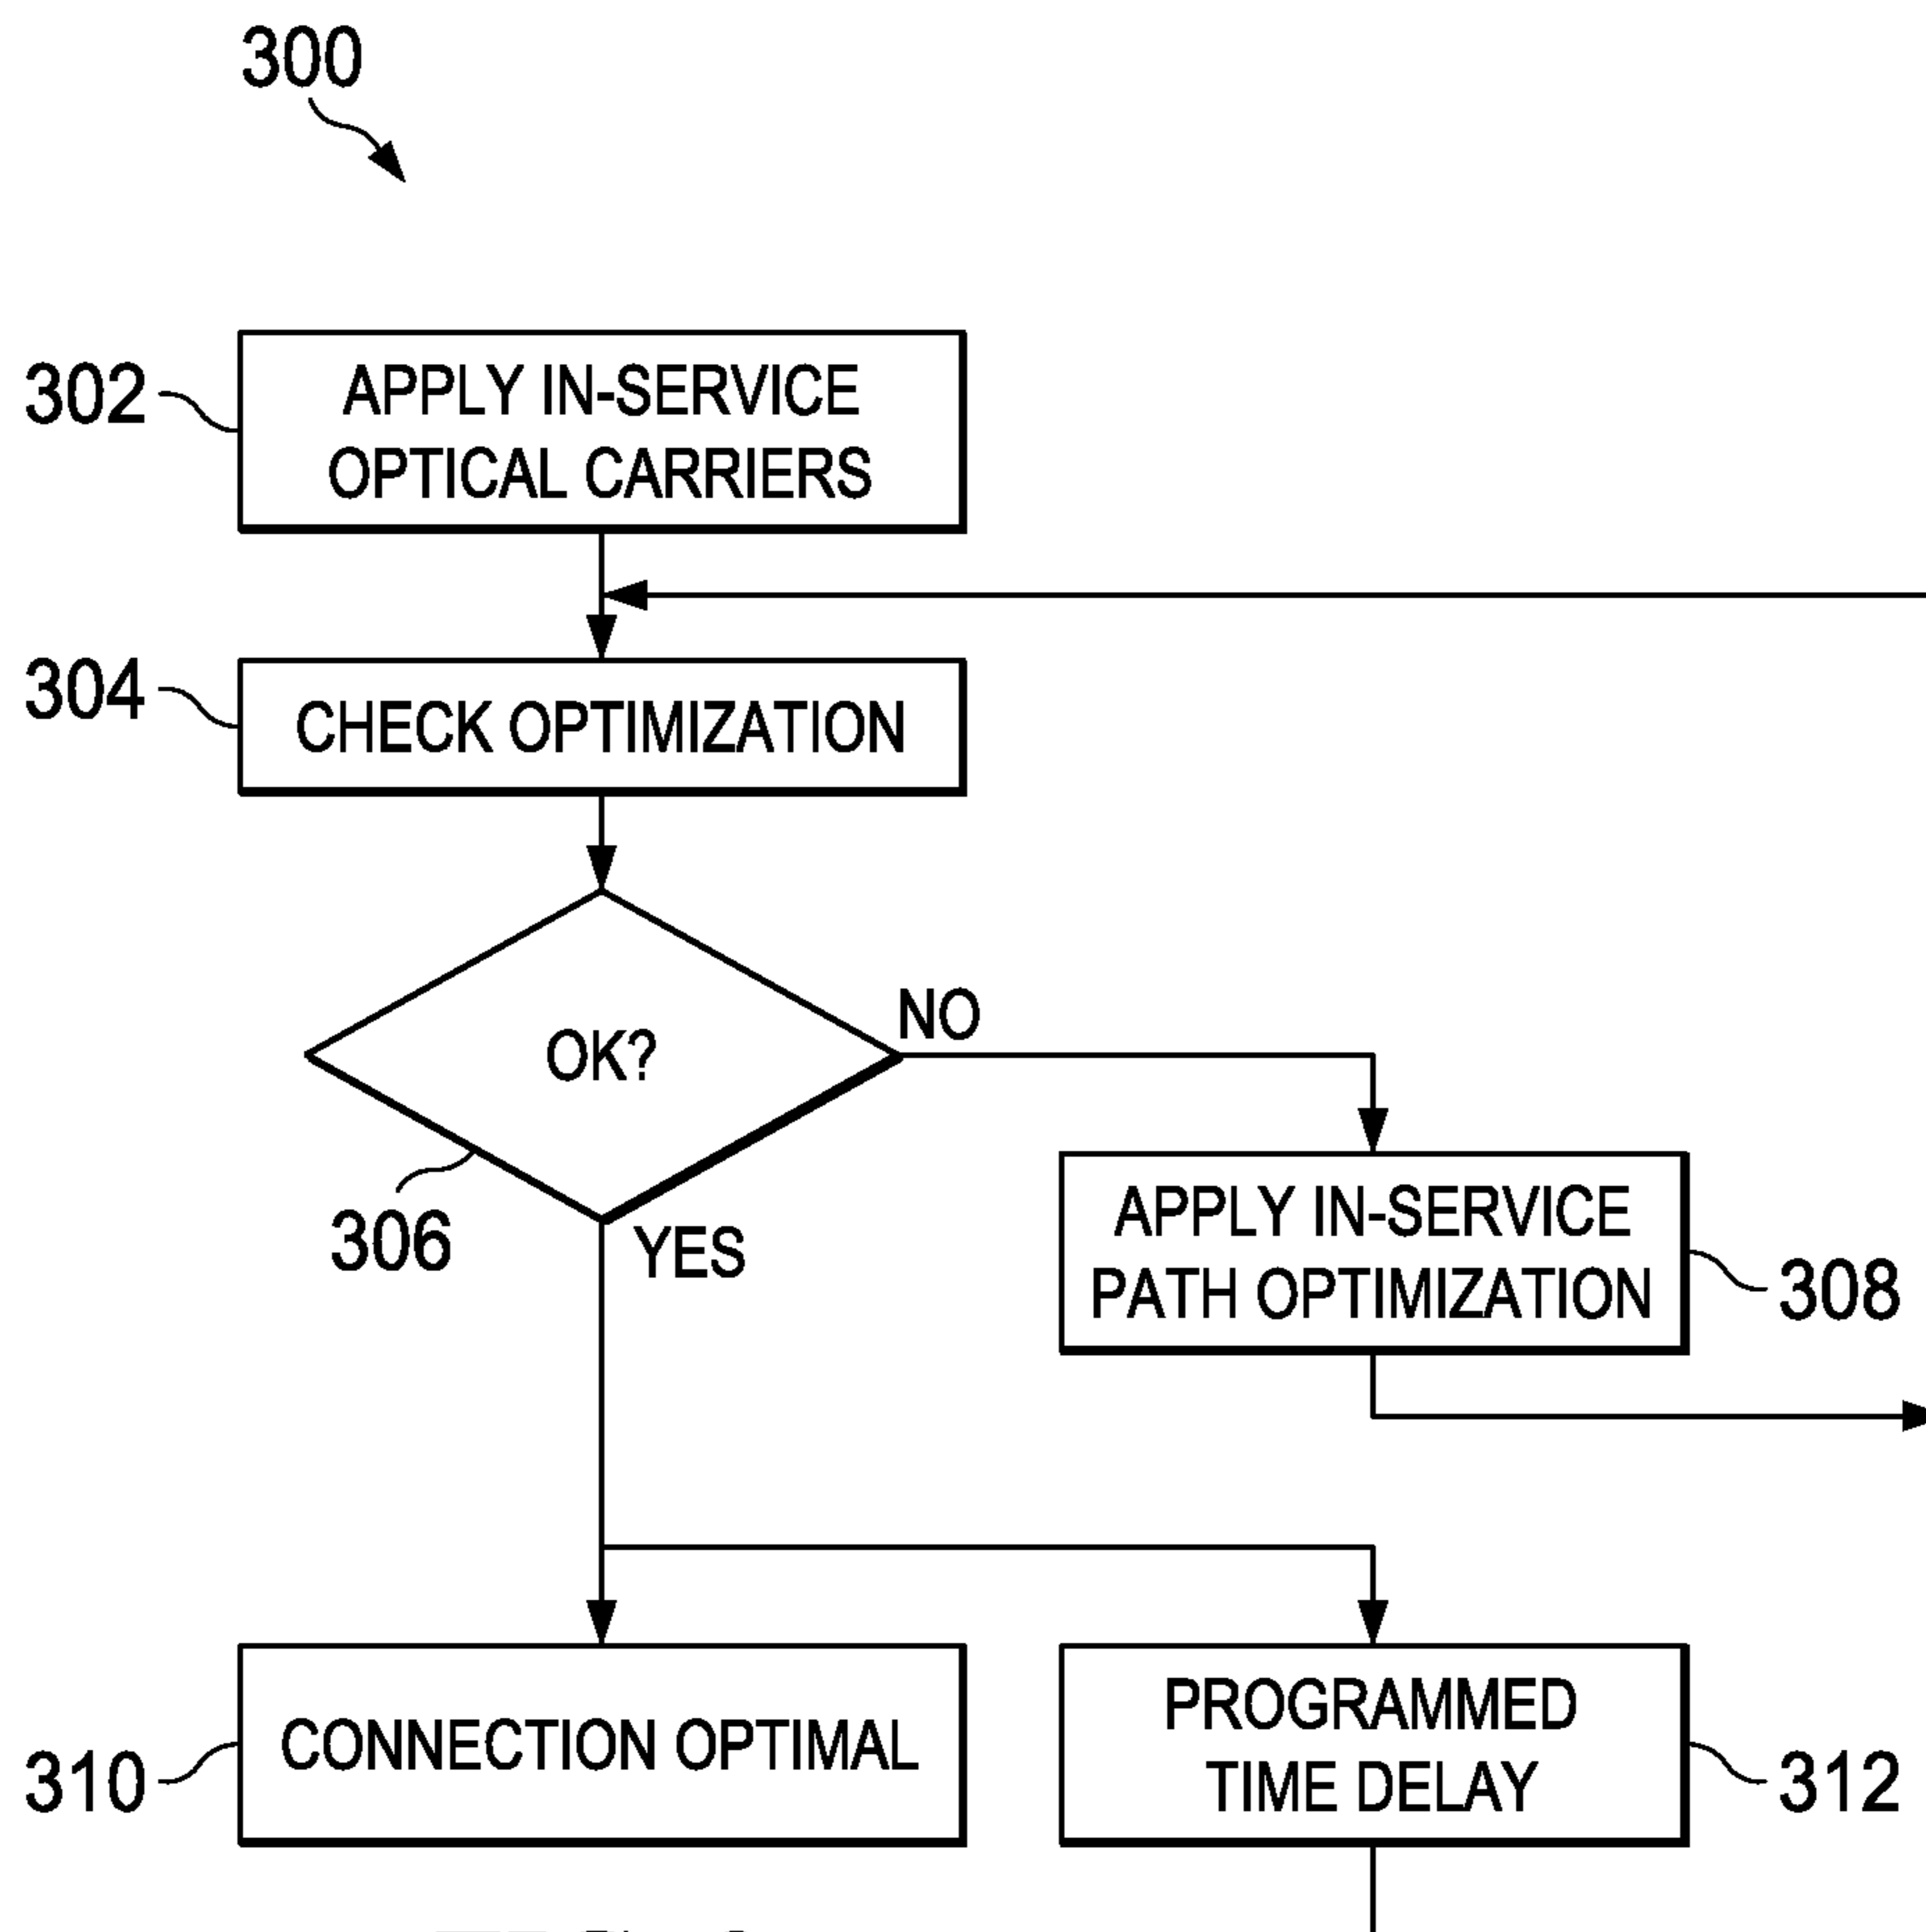 300
302
APPLY IN-SERVICE
OPTICAL CARRIERS
304
CHECK OPTIMIZATION
OK?
NO
306
YES
APPLY IN-SERVICE
PATH OPTIMIZATION
308
310
CONNECTION OPTIMAL
PROGRAMMED
TIME DELAY
312